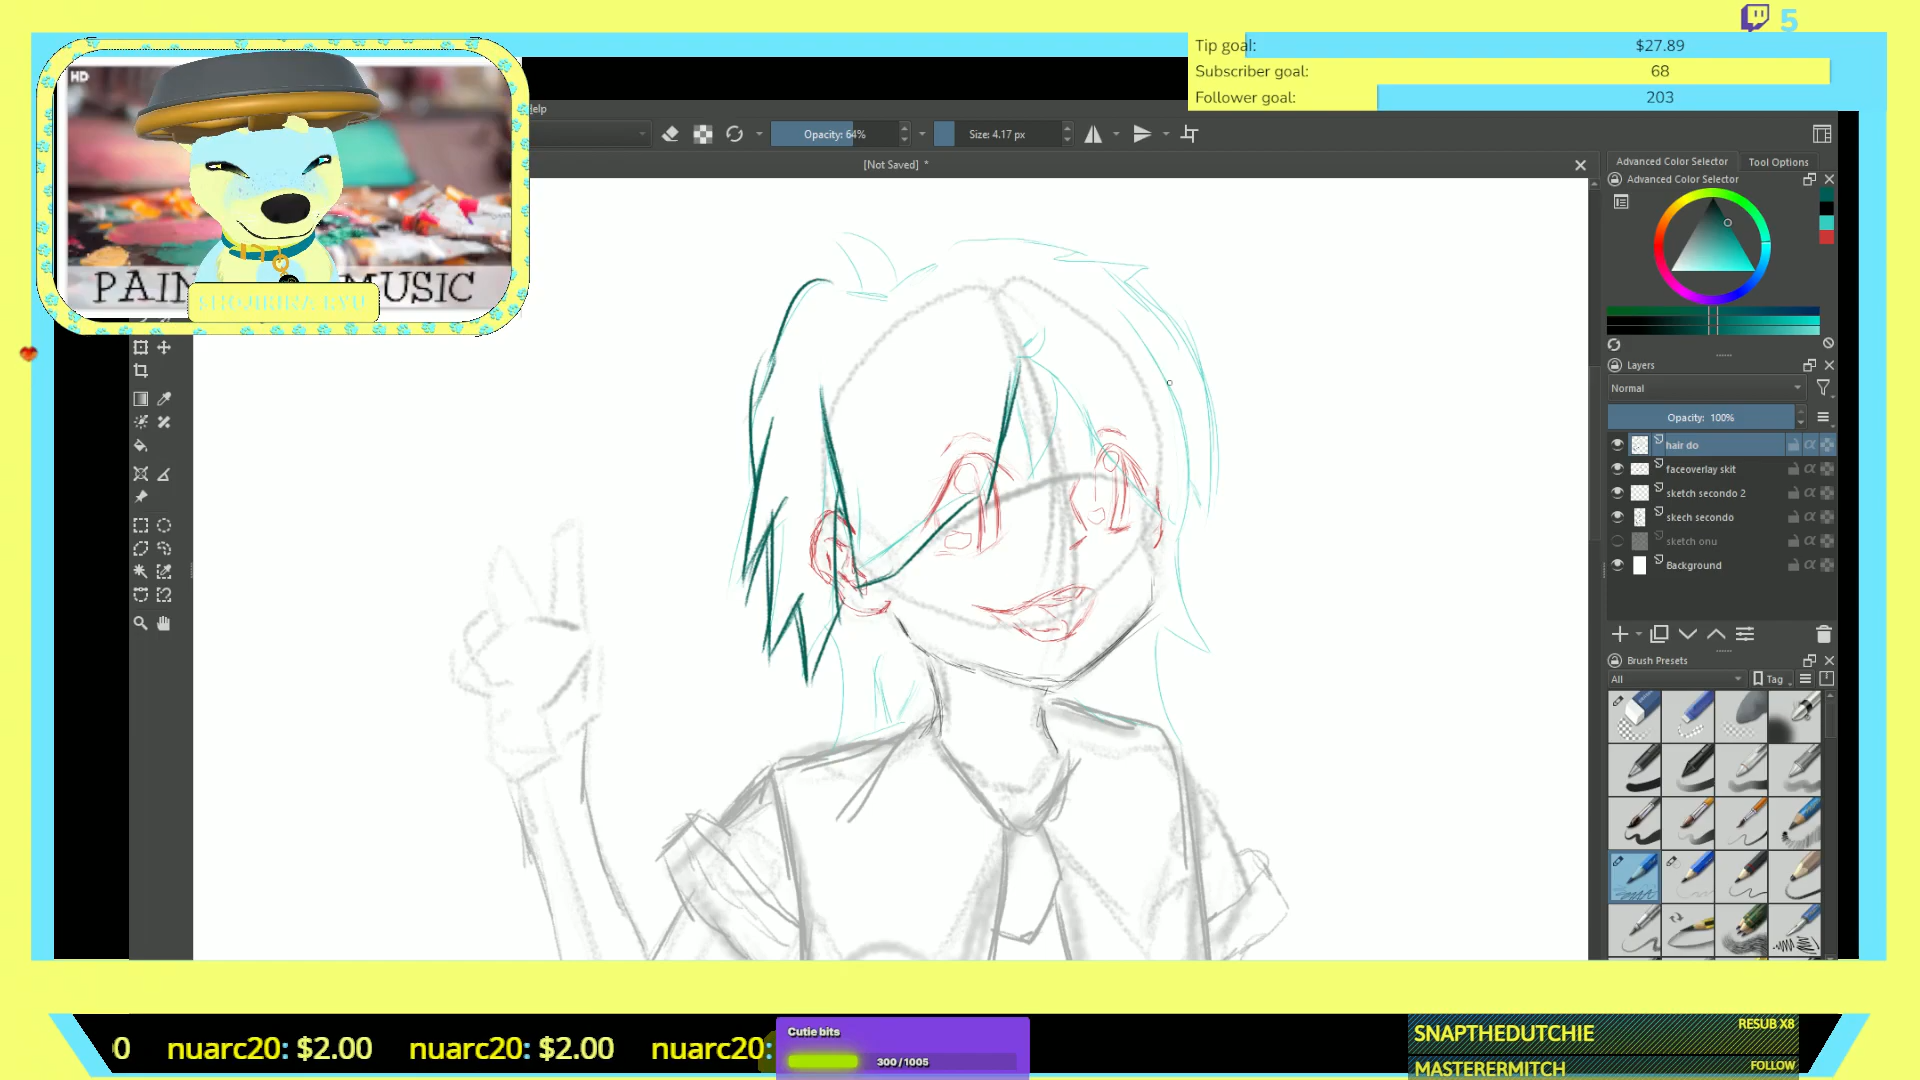 5
Tip goal: $27.89
Subscriber goal: 68
Follower goal: 203
HD
PAIN MUSIC
elp
Opacity: 64%
Size: 4.17 px
[Not Saved] *
Advanced Color Selector
Tool Options
Advanced Color Selector
Layers
Normal
Opacity: 100%
hair do
faceoverlay skit
sketch secondo 2
skech secondo
sketch onu
Background
Brush Presets
All
Tag
0 nuarc20: $2.00 nuarc20: $2.00 nuarc20:
Cutie bits
300/1005
SNAPTHEDUTCHIE RESUB X8
MASTERERMITCH FOLLOW